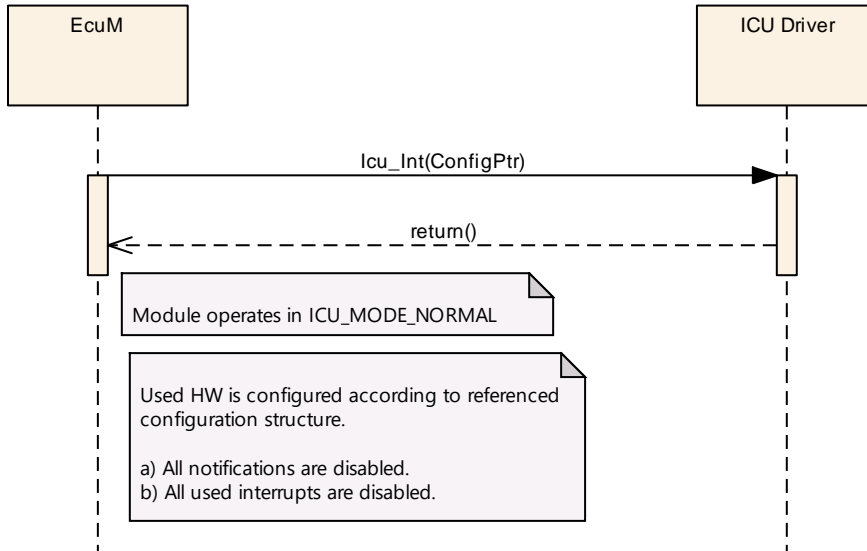 EcuM
ICU Driver
Icu_Int(ConfigPtr)
return()
Module operates in ICU_MODE_NORMAL
Used HW is configured according to referenced
configuration structure.
a) All notifications are disabled.
b) All used interrupts are disabled.